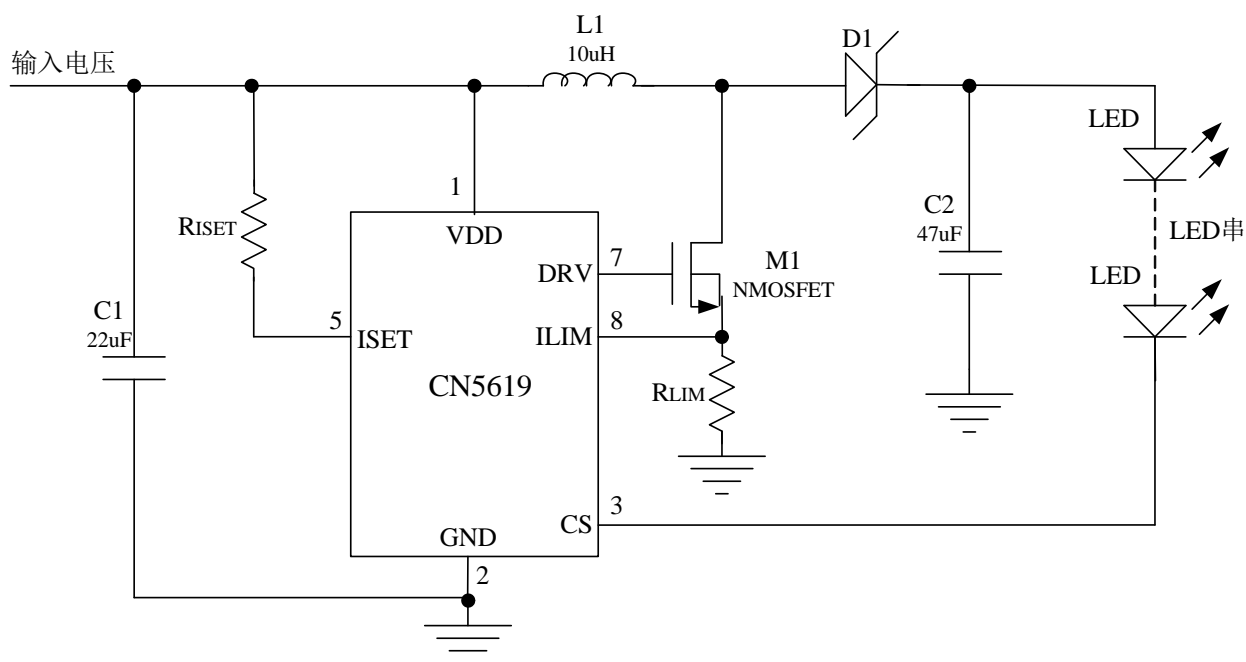 输入电压
L1
10uH
D1
LED
1
RISET
VDD
C2
47uF
LED串
DRV
7
M1
NMOSFET
LED
C1
22uF
5
ISET
ILIM
8
CN5619
RLIM
CS
3
GND
2